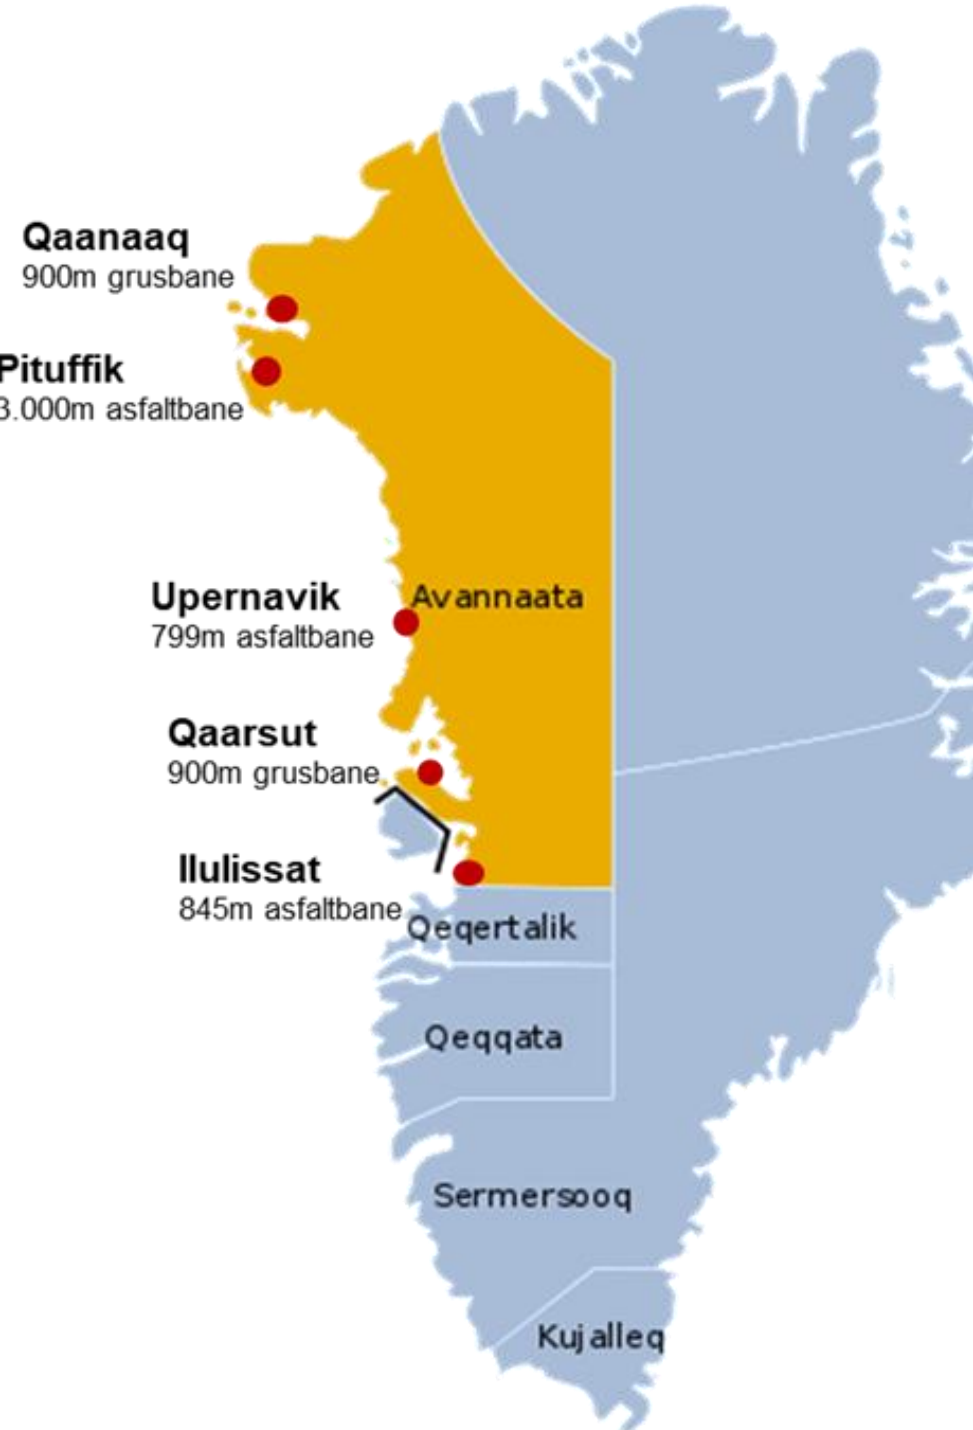 Qaanaaq
900m grusbane
Pituffik
3.000m asfaltbane
Upernavik
799m asfaltbane
Avannaata
Qaarsut
900m grusbane
Ilulissat
845m asfaltbane
Qeqertalik
Qeqqata
Sermersooq
Kujalleq